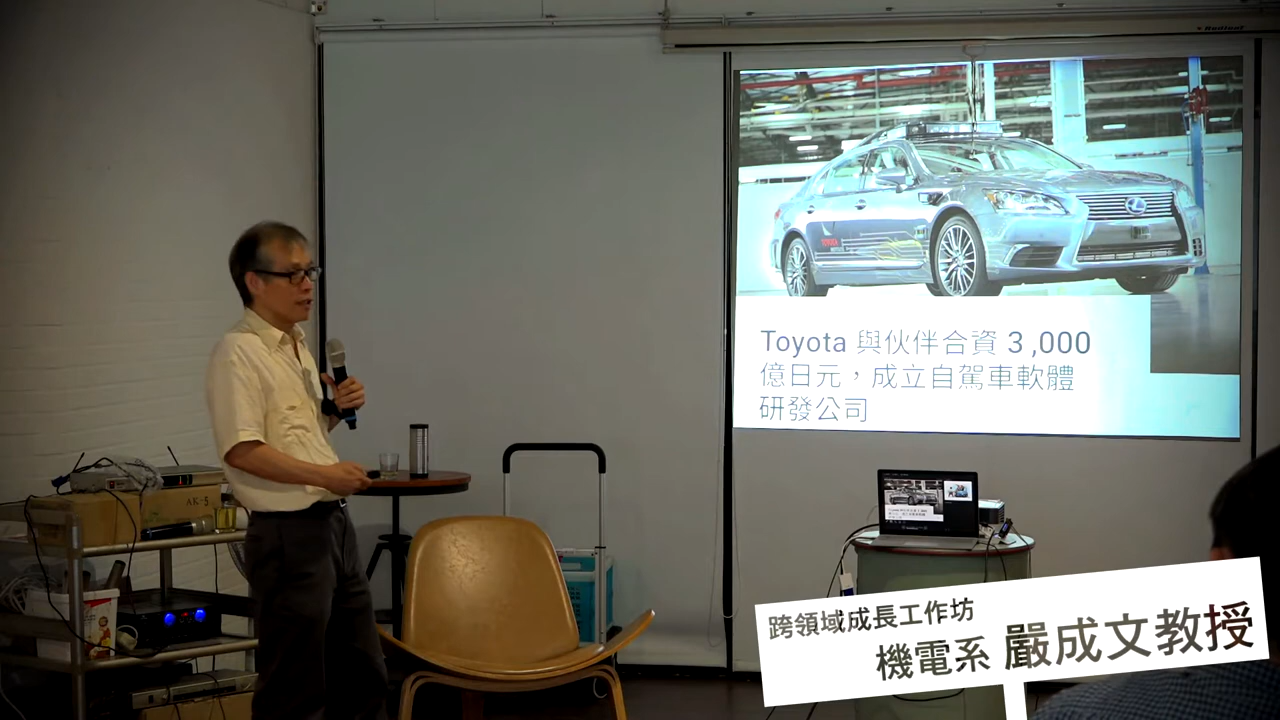 Toyota 與伙伴合資 3,000
億日元，成立自駕車軟體
研發公司
AK-5
跨領域成長工作坊
機電系 嚴成文教授